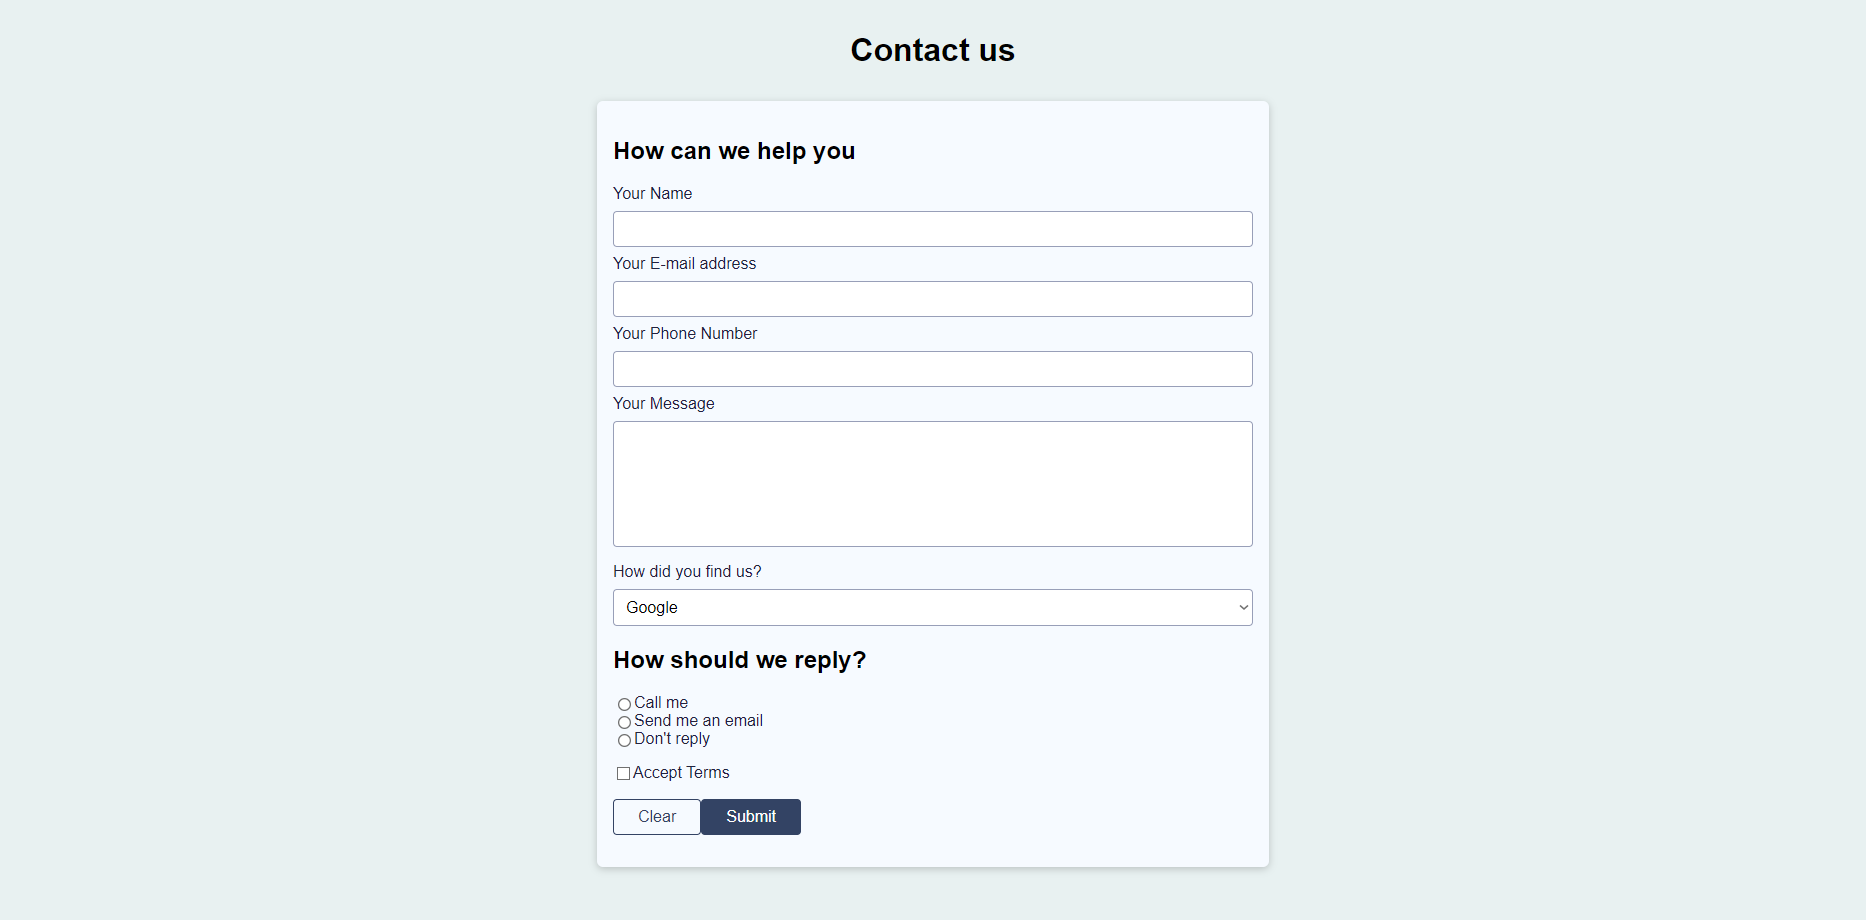 Contact us
How can we help you
Your Name
Your E-mail address
Your Phone Number
Your Message
How did you find us?
Google
How should we reply?
Call me
Send me an email
Don't reply
Accept Terms
Clear Submit